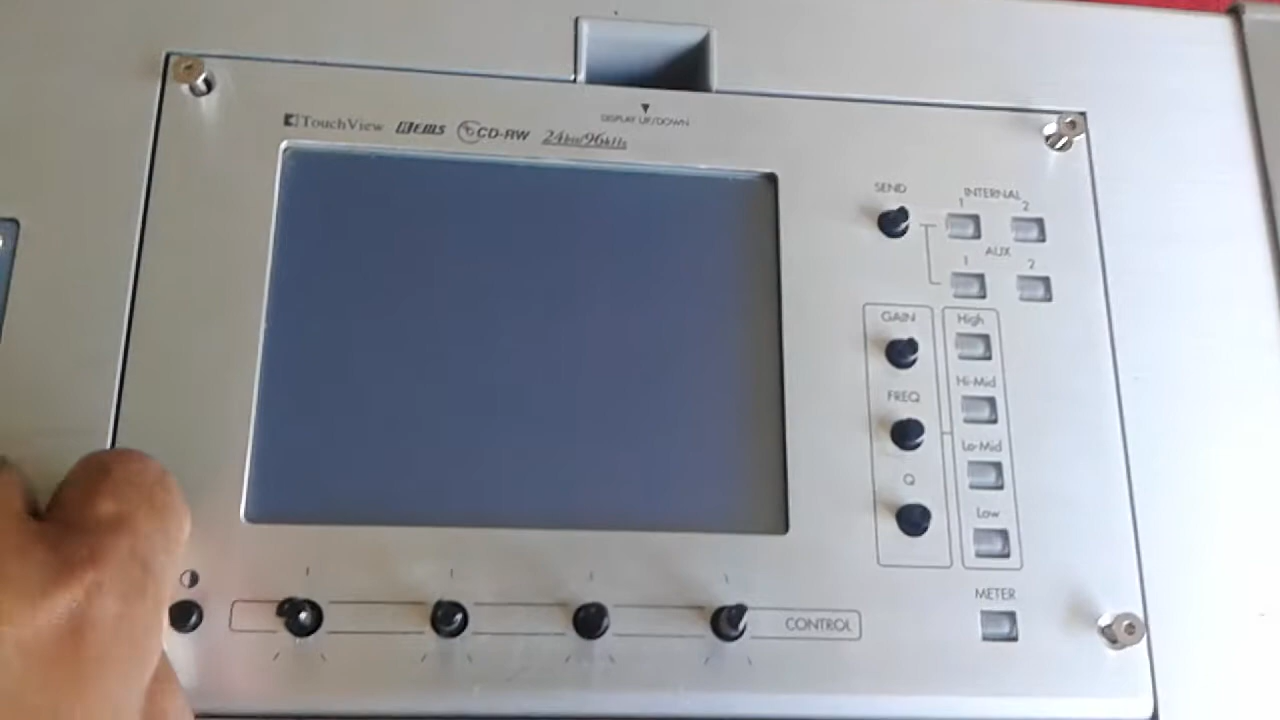 DISPLAY UP/DOWN
TouchView HEMS CD-RW 24bit/96kHz
SEND
INTERNAL
1 2
AUX
1 2
GAIN
High
FREQ
Hi-Mid
Lo-Mid
Q
Low
METER
CONTROL